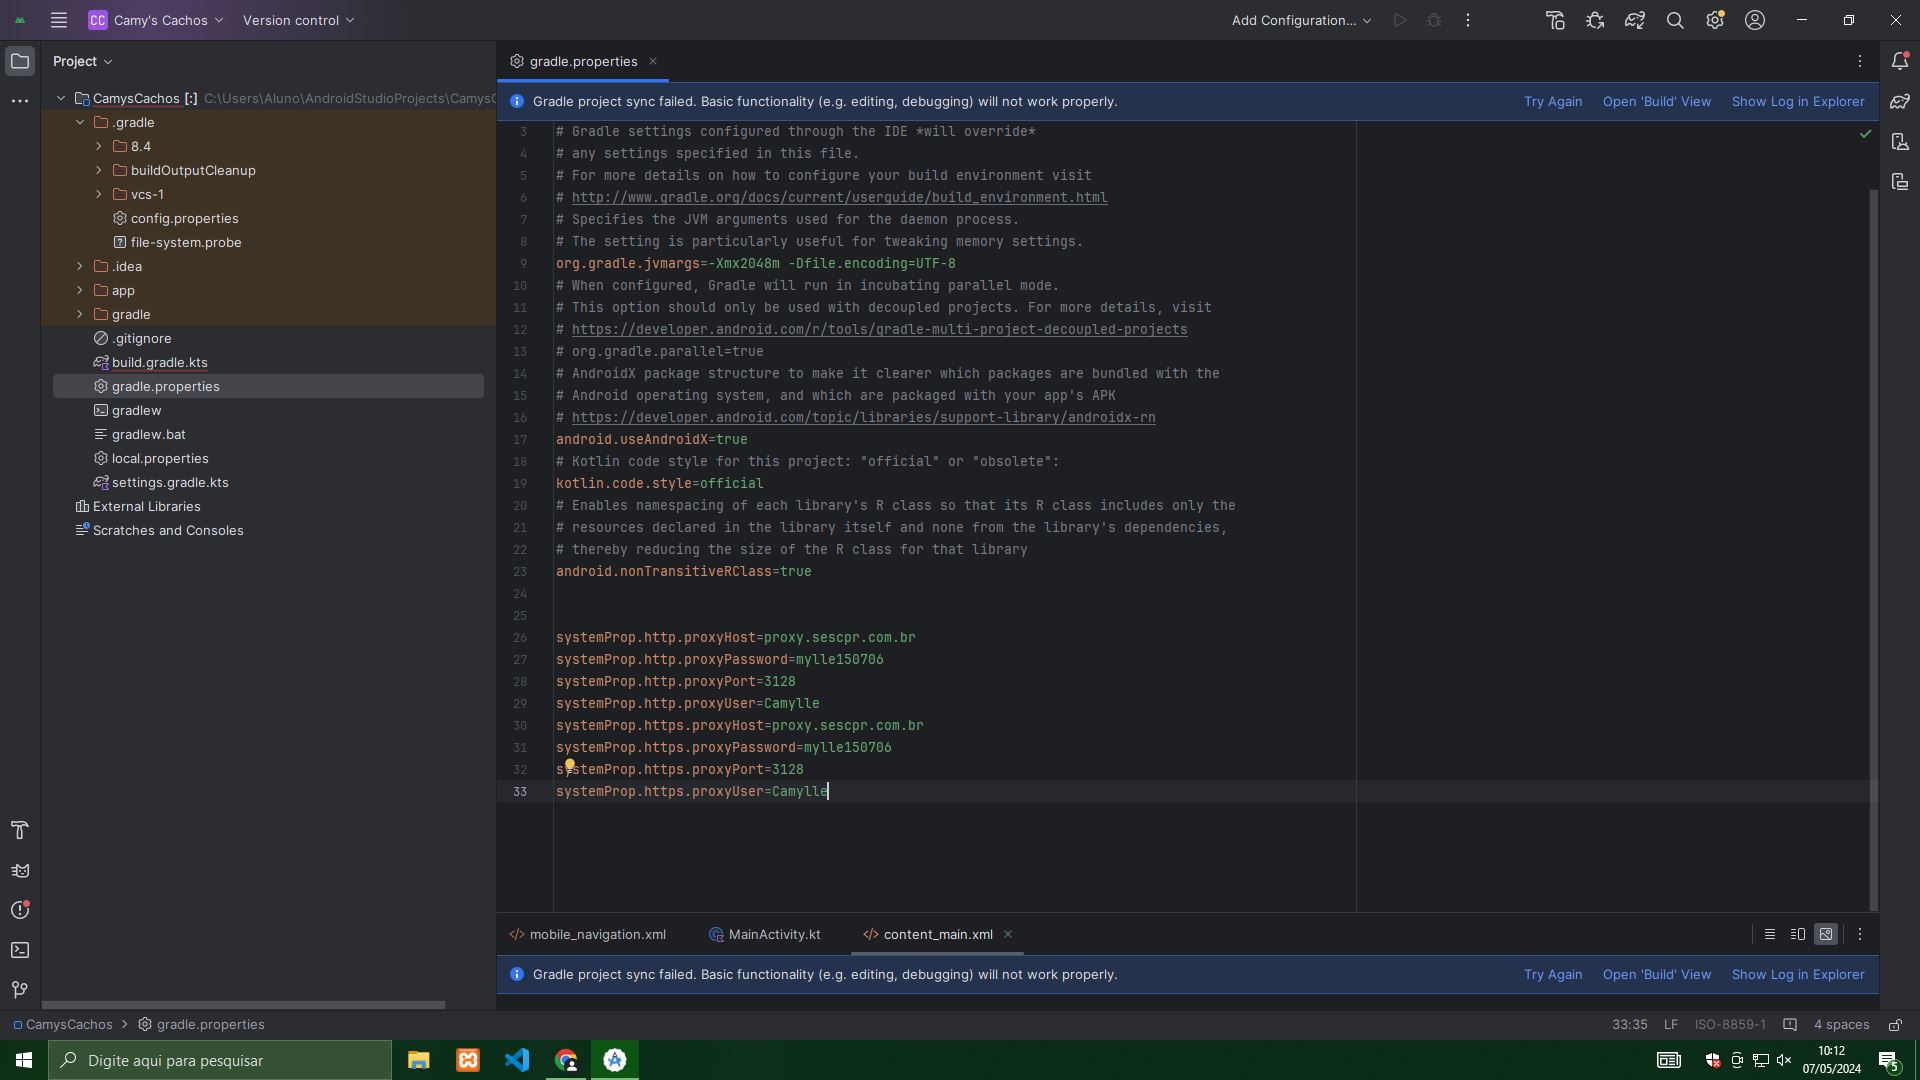 CC Camy's Cachos Version control Add Configuration...
Project
CamysCachos [:] C:\Users\Aluno\AndroidStudioProjects\CamysC
.gradle
8.4
buildOutputCleanup
vcs-1
config.properties
file-system.probe
.idea
app
gradle
.gitignore
build.gradle.kts
gradle.properties
gradlew
gradlew.bat
local.properties
settings.gradle.kts
External Libraries
Scratches and Consoles
gradle.properties
Gradle project sync failed. Basic functionality (e.g. editing, debugging) will not work properly. Try Again Open 'Build' View Show Log in Explorer
3 # Gradle settings configured through the IDE *will override*
4 # any settings specified in this file.
5 # For more details on how to configure your build environment visit
6 # http://www.gradle.org/docs/current/userguide/build_environment.html
7 # Specifies the JVM arguments used for the daemon process.
8 # The setting is particularly useful for tweaking memory settings.
9 org.gradle.jvmargs=-Xmx2048m -Dfile.encoding=UTF-8
10 # When configured, Gradle will run in incubating parallel mode.
11 # This option should only be used with decoupled projects. For more details, visit
12 # https://developer.android.com/r/tools/gradle-multi-project-decoupled-projects
13 # org.gradle.parallel=true
14 # AndroidX package structure to make it clearer which packages are bundled with the
15 # Android operating system, and which are packaged with your app's APK
16 # https://developer.android.com/topic/libraries/support-library/androidx-rn
17 android.useAndroidX=true
18 # Kotlin code style for this project: "official" or "obsolete":
19 kotlin.code.style=official
20 # Enables namespacing of each library's R class so that its R class includes only the
21 # resources declared in the library itself and none from the library's dependencies,
22 # thereby reducing the size of the R class for that library
23 android.nonTransitiveRClass=true
24
25
26 systemProp.http.proxyHost=proxy.sescpr.com.br
27 systemProp.http.proxyPassword=mylle150706
28 systemProp.http.proxyPort=3128
29 systemProp.http.proxyUser=Camylle
30 systemProp.https.proxyHost=proxy.sescpr.com.br
31 systemProp.https.proxyPassword=mylle150706
32 systemProp.https.proxyPort=3128
33 systemProp.https.proxyUser=Camylle
mobile_navigation.xml MainActivity.kt content_main.xml
Gradle project sync failed. Basic functionality (e.g. editing, debugging) will not work properly. Try Again Open 'Build' View Show Log in Explorer
CamysCachos gradle.properties 33:35 LF ISO-8859-1 4 spaces
Digite aqui para pesquisar
10:12
07/05/2024
5